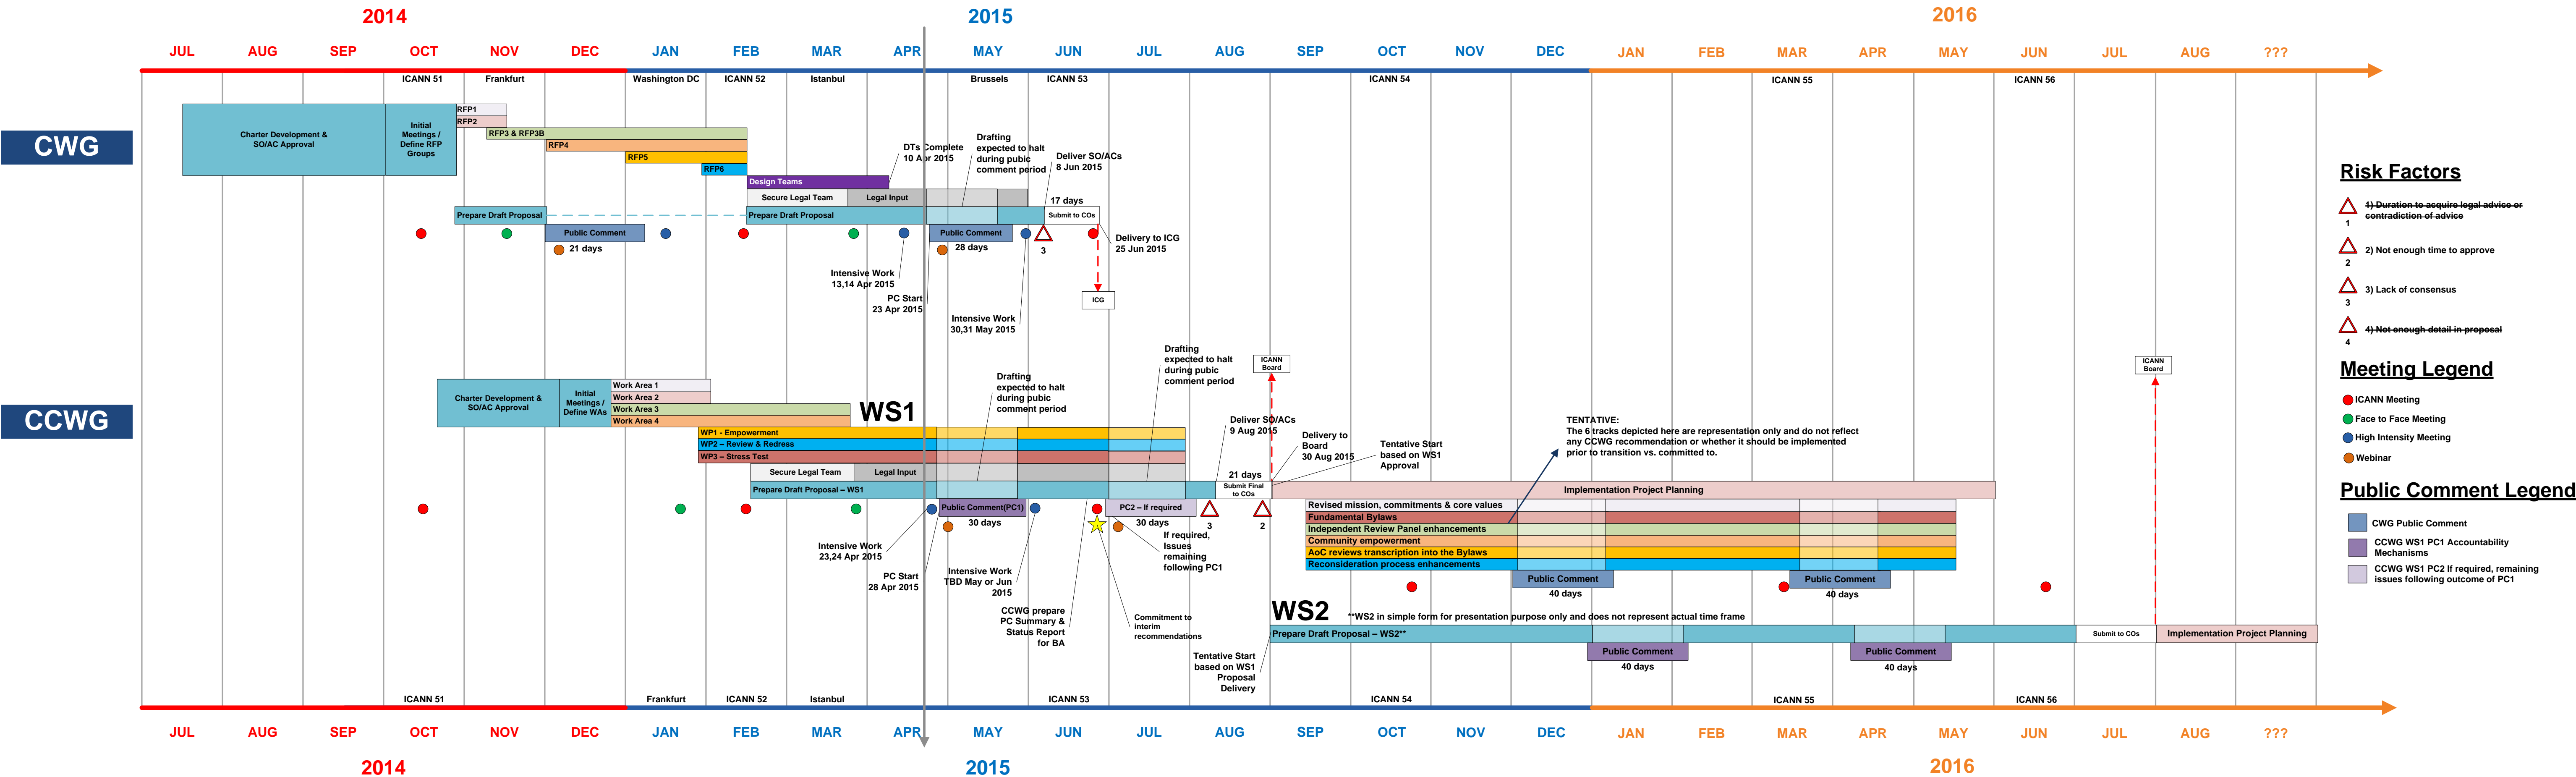 2014
2015
2016
JUL AUG SEP OCT NOV DEC JAN FEB MAR APR MAY JUN JUL AUG SEP OCT NOV DEC JAN FEB MAR APR MAY JUN JUL AUG ???
ICANN 51 Frankfurt Washington DC ICANN 52 Istanbul Brussels ICANN 53 ICANN 54 ICANN 55 ICANN 56
CWG
Charter Development &
SO/AC Approval
Initial
Meetings /
Define RFP
Groups
RFP1
RFP2
RFP3 & RFP3B
RFP4
RFP5
RFP6
Design Teams
Secure Legal Team
Legal Input
Prepare Draft Proposal
Prepare Draft Proposal
Submit to COs
17 days
DTs Complete
10 Apr 2015
Drafting
expected to halt
during pubic
comment period
Deliver SO/ACs
8 Jun 2015
Public Comment
21 days
Public Comment
28 days
3
Delivery to ICG
25 Jun 2015
Intensive Work
13,14 Apr 2015
PC Start
23 Apr 2015
Intensive Work
30,31 May 2015
ICG
Risk Factors
1) Duration to acquire legal advice or
contradiction of advice
1
2) Not enough time to approve
2
3) Lack of consensus
3
4) Not enough detail in proposal
4
Meeting Legend
ICANN Meeting
Face to Face Meeting
High Intensity Meeting
Webinar
Public Comment Legend
CWG Public Comment
CCWG WS1 PC1 Accountability
Mechanisms
CCWG WS1 PC2 If required, remaining
issues following outcome of PC1
CCWG
Charter Development &
SO/AC Approval
Initial
Meetings /
Define WAs
Work Area 1
Work Area 2
Work Area 3
Work Area 4
WS1
WP1 - Empowerment
WP2 – Review & Redress
WP3 – Stress Test
Secure Legal Team
Legal Input
Prepare Draft Proposal – WS1
Drafting
expected to halt
during pubic
comment period
Drafting
expected to halt
during pubic
comment period
ICANN
Board
Deliver SO/ACs
9 Aug 2015
Delivery to
Board
30 Aug 2015
Tentative Start
based on WS1
Approval
21 days
Submit Final
to COs
TENTATIVE:
The 6 tracks depicted here are representation only and do not reflect
any CCWG recommendation or whether it should be implemented
prior to transition vs. committed to.
ICANN
Board
Implementation Project Planning
Public Comment(PC1)
30 days
PC2 – If required
30 days
3
2
Intensive Work
23,24 Apr 2015
PC Start
28 Apr 2015
Intensive Work
TBD May or Jun
2015
CCWG prepare
PC Summary &
Status Report
for BA
Commitment to
interim
recommendations
If required,
Issues
remaining
following PC1
Revised mission, commitments & core values
Fundamental Bylaws
Independent Review Panel enhancements
Community empowerment
AoC reviews transcription into the Bylaws
Reconsideration process enhancements
Public Comment
40 days
Public Comment
40 days
WS2
**WS2 in simple form for presentation purpose only and does not represent actual time frame
Prepare Draft Proposal – WS2**
Submit to COs
Implementation Project Planning
Public Comment
40 days
Public Comment
40 days
Tentative Start
based on WS1
Proposal
Delivery
ICANN 51 Frankfurt ICANN 52 Istanbul ICANN 53 ICANN 54 ICANN 55 ICANN 56
JUL AUG SEP OCT NOV DEC JAN FEB MAR APR MAY JUN JUL AUG SEP OCT NOV DEC JAN FEB MAR APR MAY JUN JUL AUG ???
2014
2015
2016